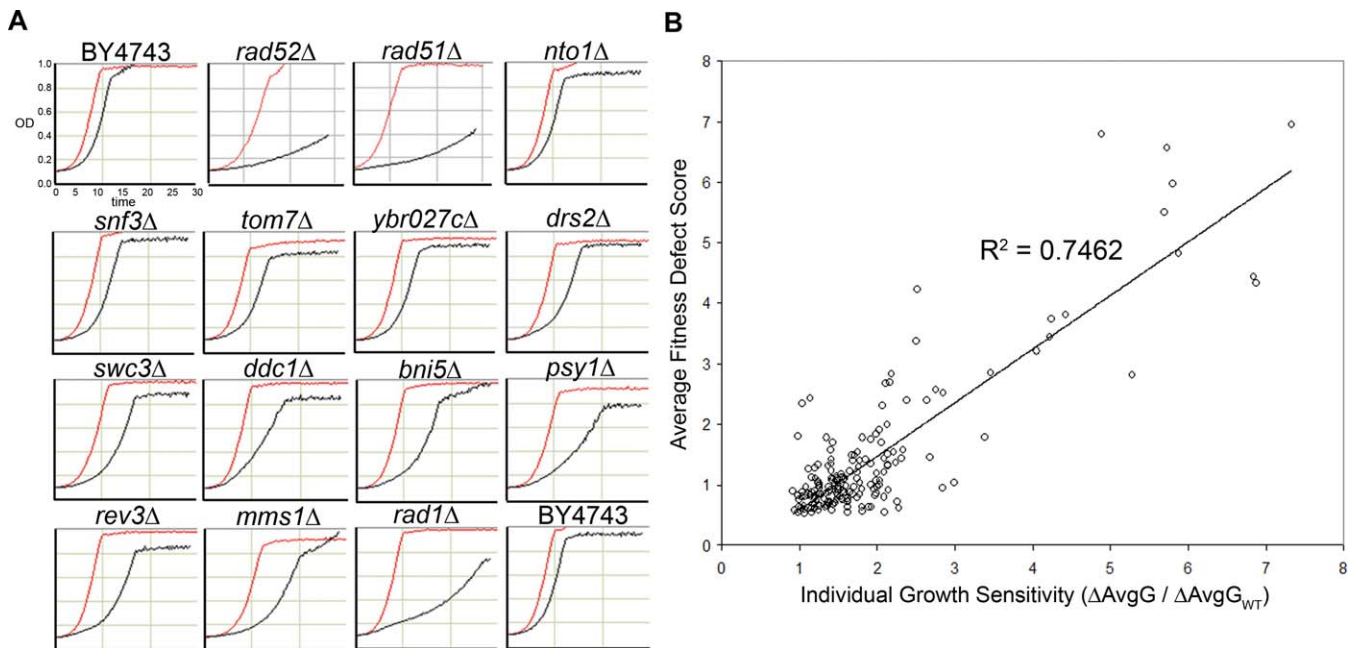 A
BY4743 rad52Δ rad51Δ nto1Δ
1.0
0.8
0.6
0.4
0.2
0.0
OD
0 5 10 15 20 25 30
time
snf3Δ tom7Δ ybr027cΔ drs2Δ
swc3Δ ddc1Δ bni5Δ psy1Δ
rev3Δ mms1Δ rad1Δ BY4743
B
8
7
6
5
4
3
2
1
0
Average Fitness Defect Score
R² = 0.7462
0 1 2 3 4 5 6 7 8
Individual Growth Sensitivity (ΔAvgG / ΔAvgG_WT)